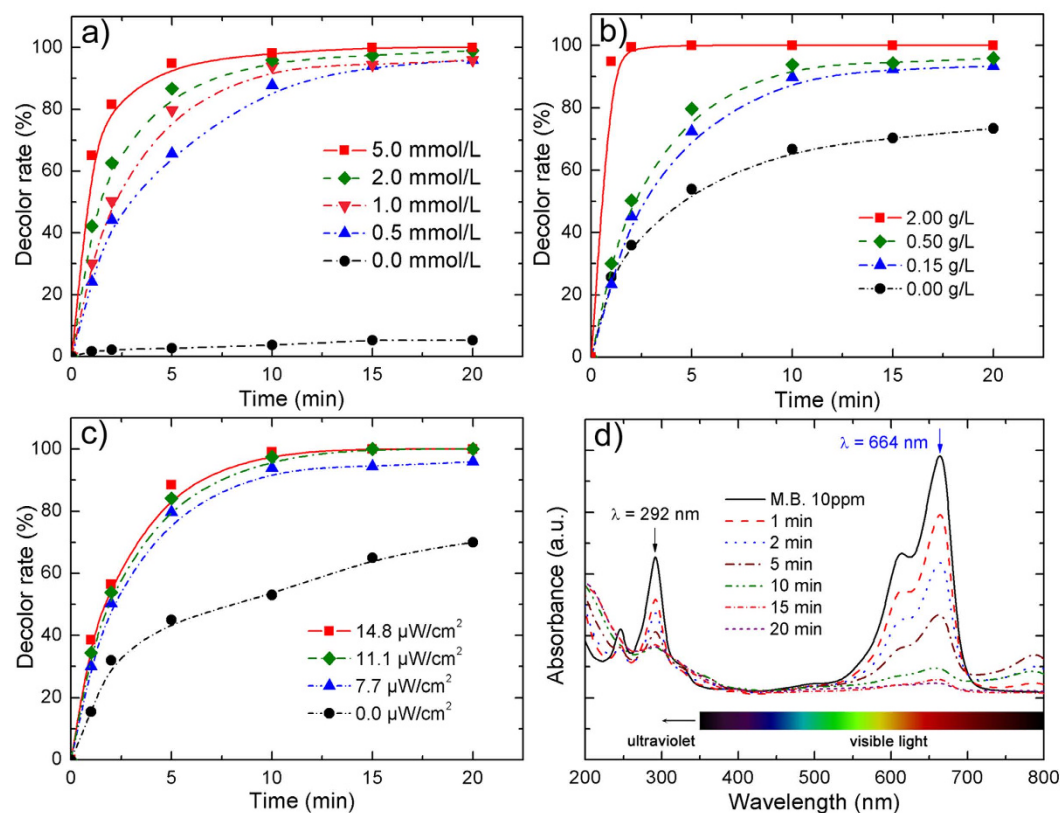 a)
100
80
60
40
20
0
Decolor rate (%)
5.0 mmol/L
2.0 mmol/L
1.0 mmol/L
0.5 mmol/L
0.0 mmol/L
0 5 10 15 20
Time (min)
b)
100
80
60
40
20
0
Decolor rate (%)
2.00 g/L
0.50 g/L
0.15 g/L
0.00 g/L
0 5 10 15 20
Time (min)
c)
100
80
60
40
20
0
Decolor rate (%)
14.8 µW/cm²
11.1 µW/cm²
7.7 µW/cm²
0.0 µW/cm²
0 5 10 15 20
Time (min)
d)
λ = 664 nm
λ = 292 nm
M.B. 10ppm
1 min
2 min
5 min
10 min
15 min
20 min
Absorbance (a.u.)
ultraviolet
visible light
200 300 400 500 600 700 800
Wavelength (nm)